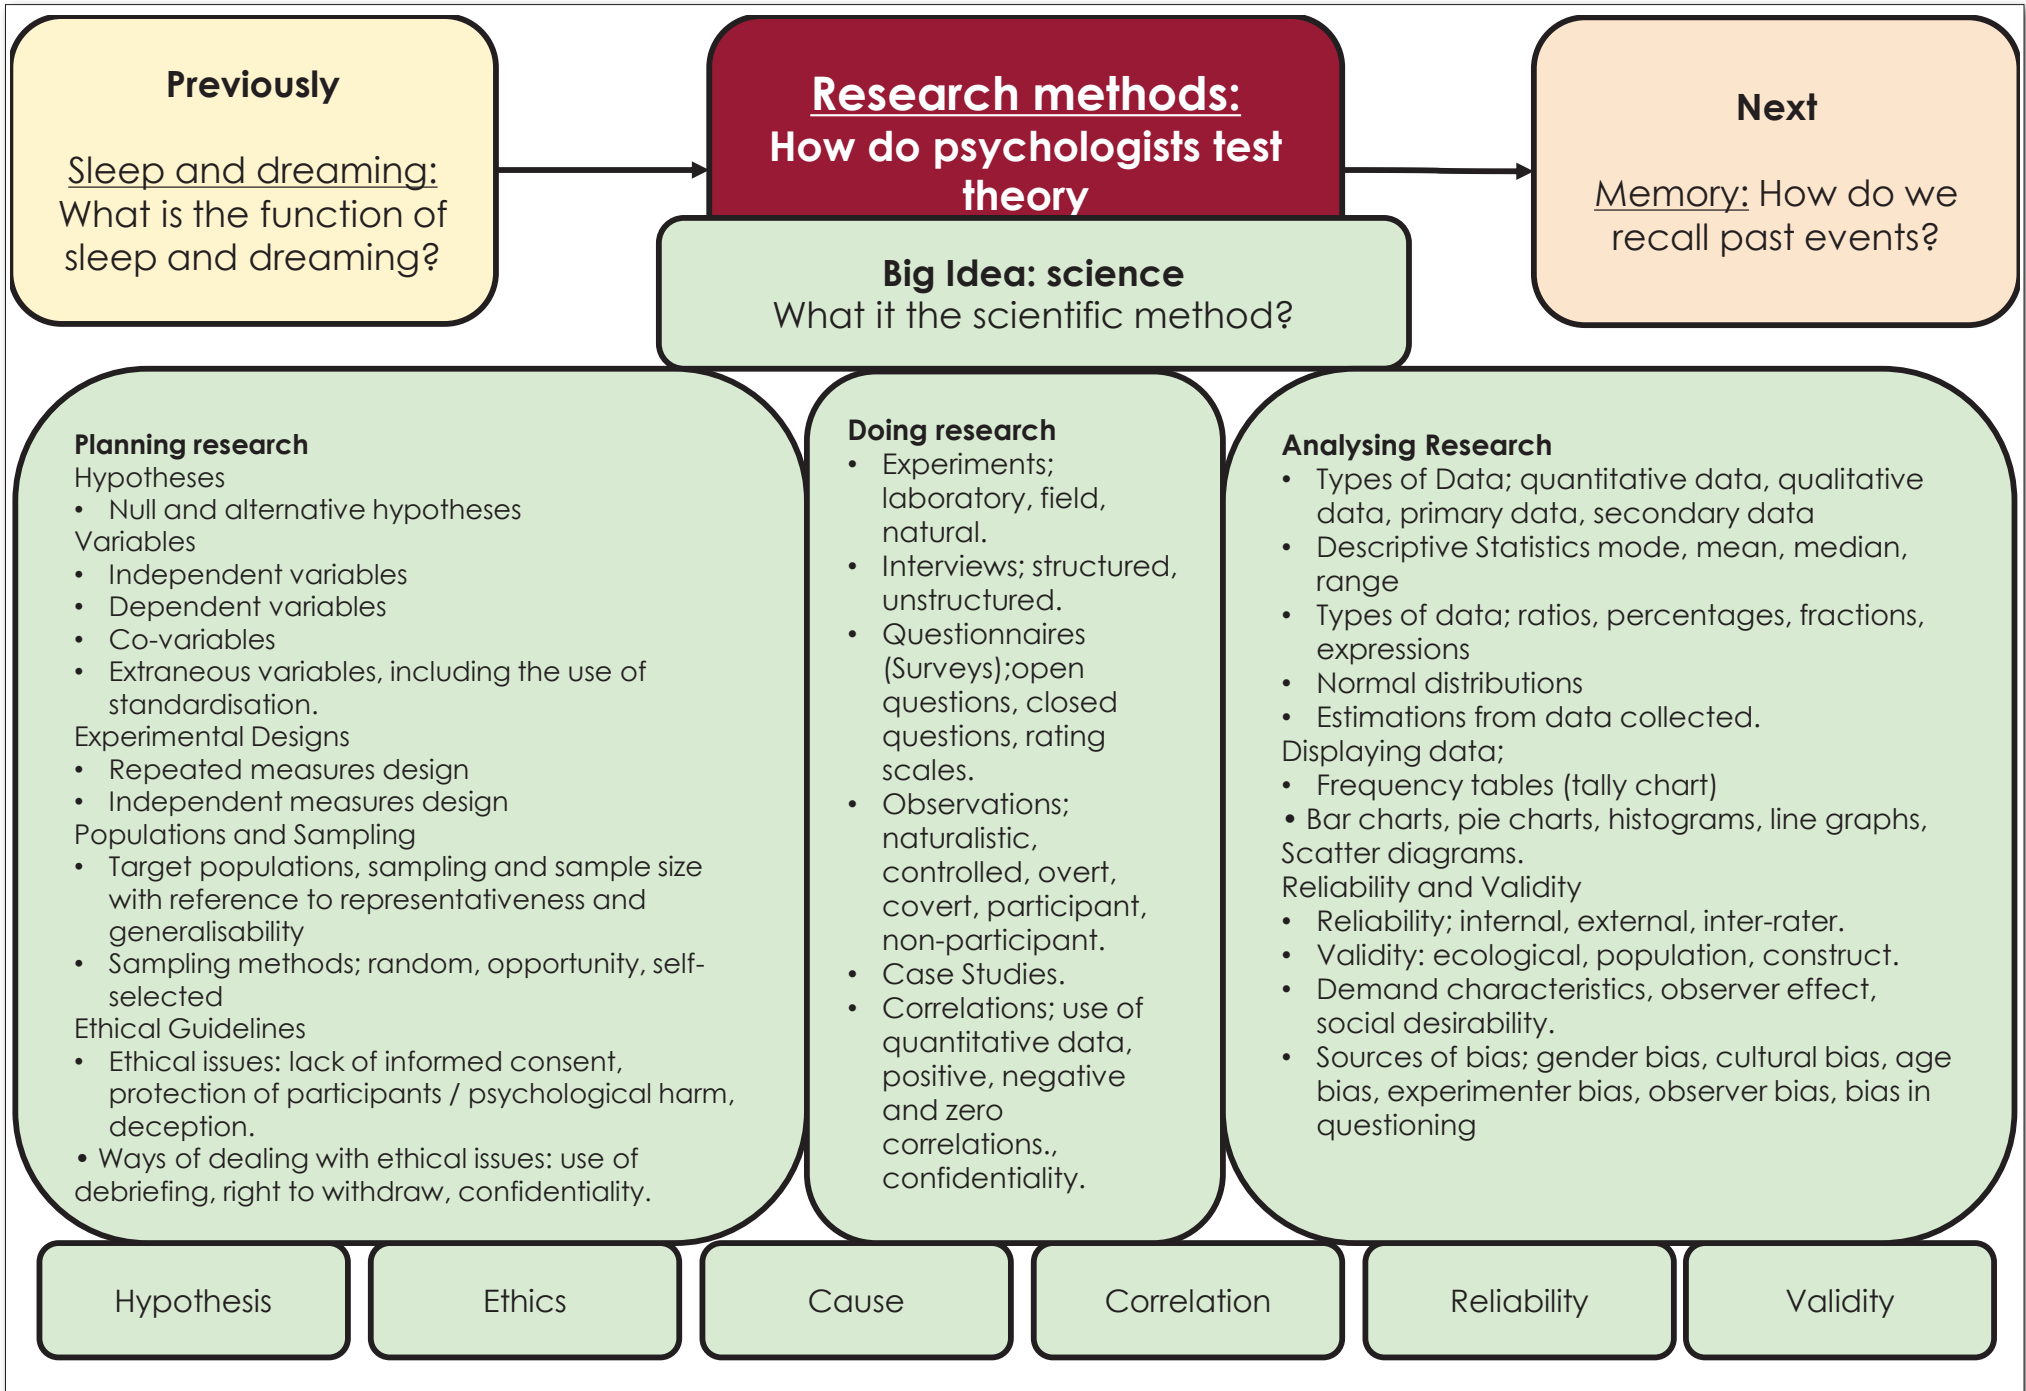 Previously
Sleep and dreaming:
What is the function of
sleep and dreaming?
Research methods:
How do psychologists test
theory
Next
Memory: How do we
recall past events?
Big Idea: science
What it the scientific method?
Planning research
Hypotheses
• Null and alternative hypotheses
Variables
• Independent variables
• Dependent variables
• Co-variables
• Extraneous variables, including the use of
standardisation.
Experimental Designs
• Repeated measures design
• Independent measures design
Populations and Sampling
• Target populations, sampling and sample size
with reference to representativeness and
generalisability
• Sampling methods; random, opportunity, self-
selected
Ethical Guidelines
• Ethical issues: lack of informed consent,
protection of participants / psychological harm,
deception.
• Ways of dealing with ethical issues: use of
debriefing, right to withdraw, confidentiality.
Doing research
• Experiments;
laboratory, field,
natural.
• Interviews; structured,
unstructured.
• Questionnaires
(Surveys);open
questions, closed
questions, rating
scales.
• Observations;
naturalistic,
controlled, overt,
covert, participant,
non-participant.
• Case Studies.
• Correlations; use of
quantitative data,
positive, negative
and zero
correlations.,
confidentiality.
Analysing Research
• Types of Data; quantitative data, qualitative
data, primary data, secondary data
• Descriptive Statistics mode, mean, median,
range
• Types of data; ratios, percentages, fractions,
expressions
• Normal distributions
• Estimations from data collected.
Displaying data;
• Frequency tables (tally chart)
• Bar charts, pie charts, histograms, line graphs,
Scatter diagrams.
Reliability and Validity
• Reliability; internal, external, inter-rater.
• Validity: ecological, population, construct.
• Demand characteristics, observer effect,
social desirability.
• Sources of bias; gender bias, cultural bias, age
bias, experimenter bias, observer bias, bias in
questioning
Hypothesis
Ethics
Cause
Correlation
Reliability
Validity